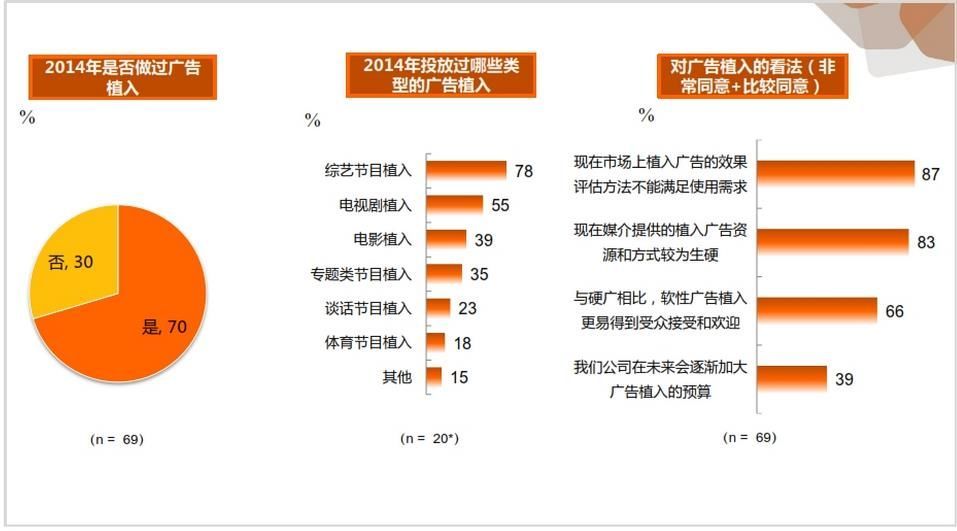 2014年是否做过广告
植入
%
否, 30
是, 70
(n = 69)
2014年投放过哪些类
型的广告植入
%
综艺节目植入 78
电视剧植入 55
电影植入 39
专题类节目植入 35
谈话节目植入 23
体育节目植入 18
其他 15
(n = 20*)
对广告植入的看法（非
常同意+比较同意）
%
现在市场上植入广告的效果
评估方法不能满足使用需求
87
现在媒介提供的植入广告资
源和方式较为生硬
83
与硬广相比，软性广告植入
更易得到受众接受和欢迎
66
我们公司在未来会逐渐加大
广告植入的预算
39
(n = 69)